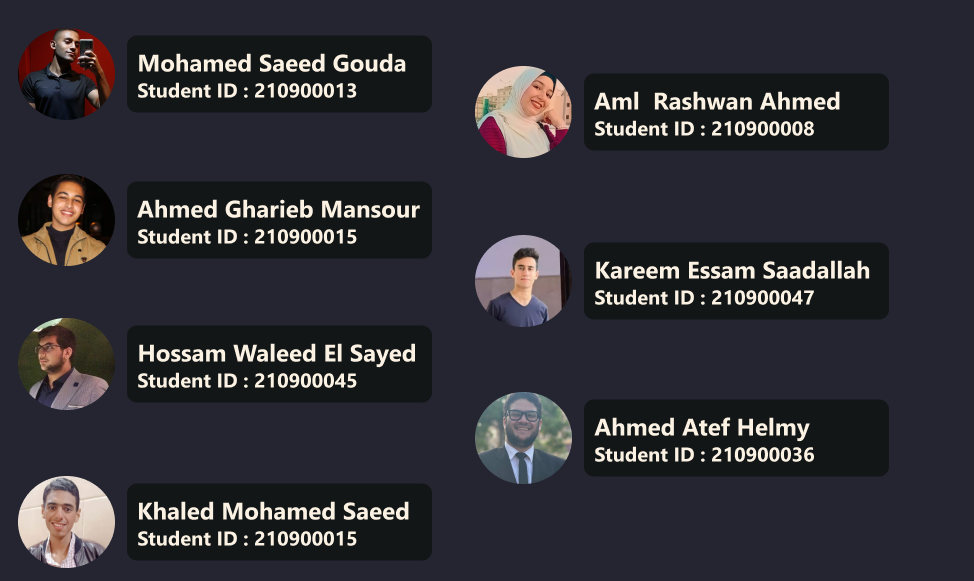 Mohamed Saeed Gouda
Student ID : 210900013
Ahmed Gharieb Mansour
Student ID : 210900015
Hossam Waleed El Sayed
Student ID : 210900045
Khaled Mohamed Saeed
Student ID : 210900015
Aml  Rashwan Ahmed
Student ID : 210900008
Kareem Essam Saadallah
Student ID : 210900047
Ahmed Atef Helmy
Student ID : 210900036